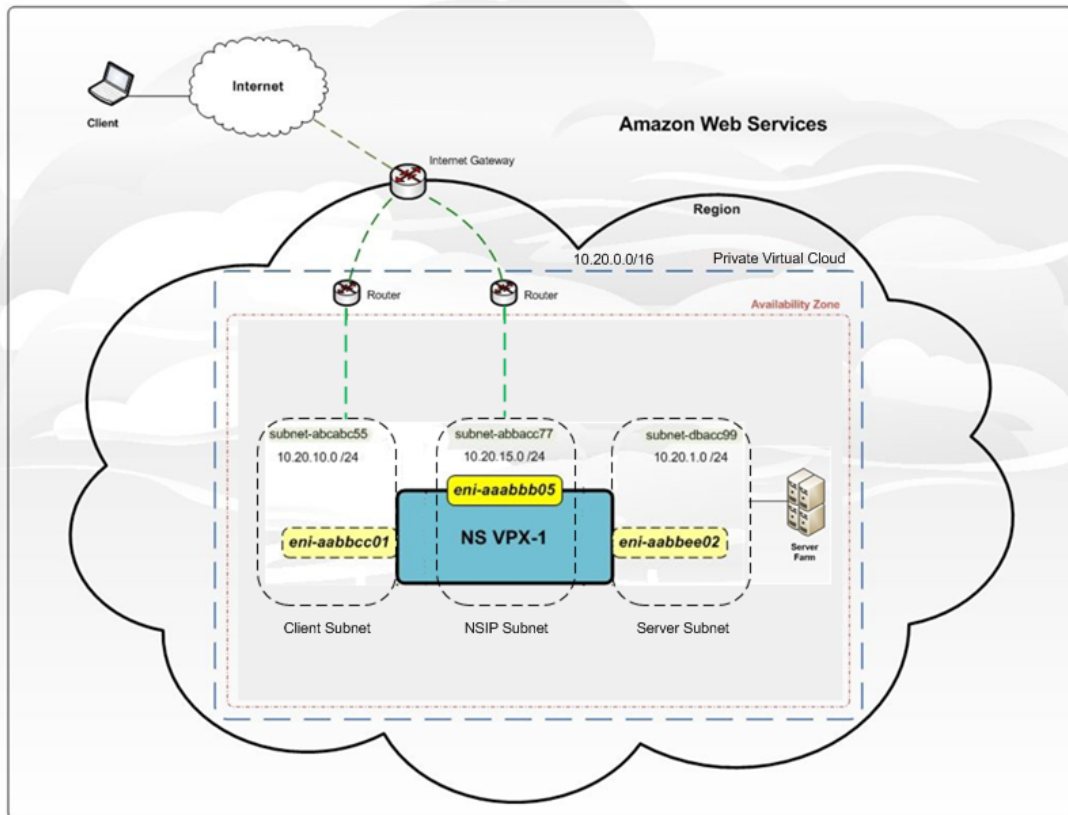 Internet
Client
Amazon Web Services
Internet Gateway
Region
10.20.0.0/16 Private Virtual Cloud
Router
Router
Availability Zone
subnet-abcabc55
subnet-abbacc77
subnet-dbacc99
10.20.10.0 /24
10.20.15.0 /24
10.20.1.0 /24
eni-aaabbb05
eni-aabbcc01
NS VPX-1
eni-aabbee02
Server
Farm
Client Subnet
NSIP Subnet
Server Subnet